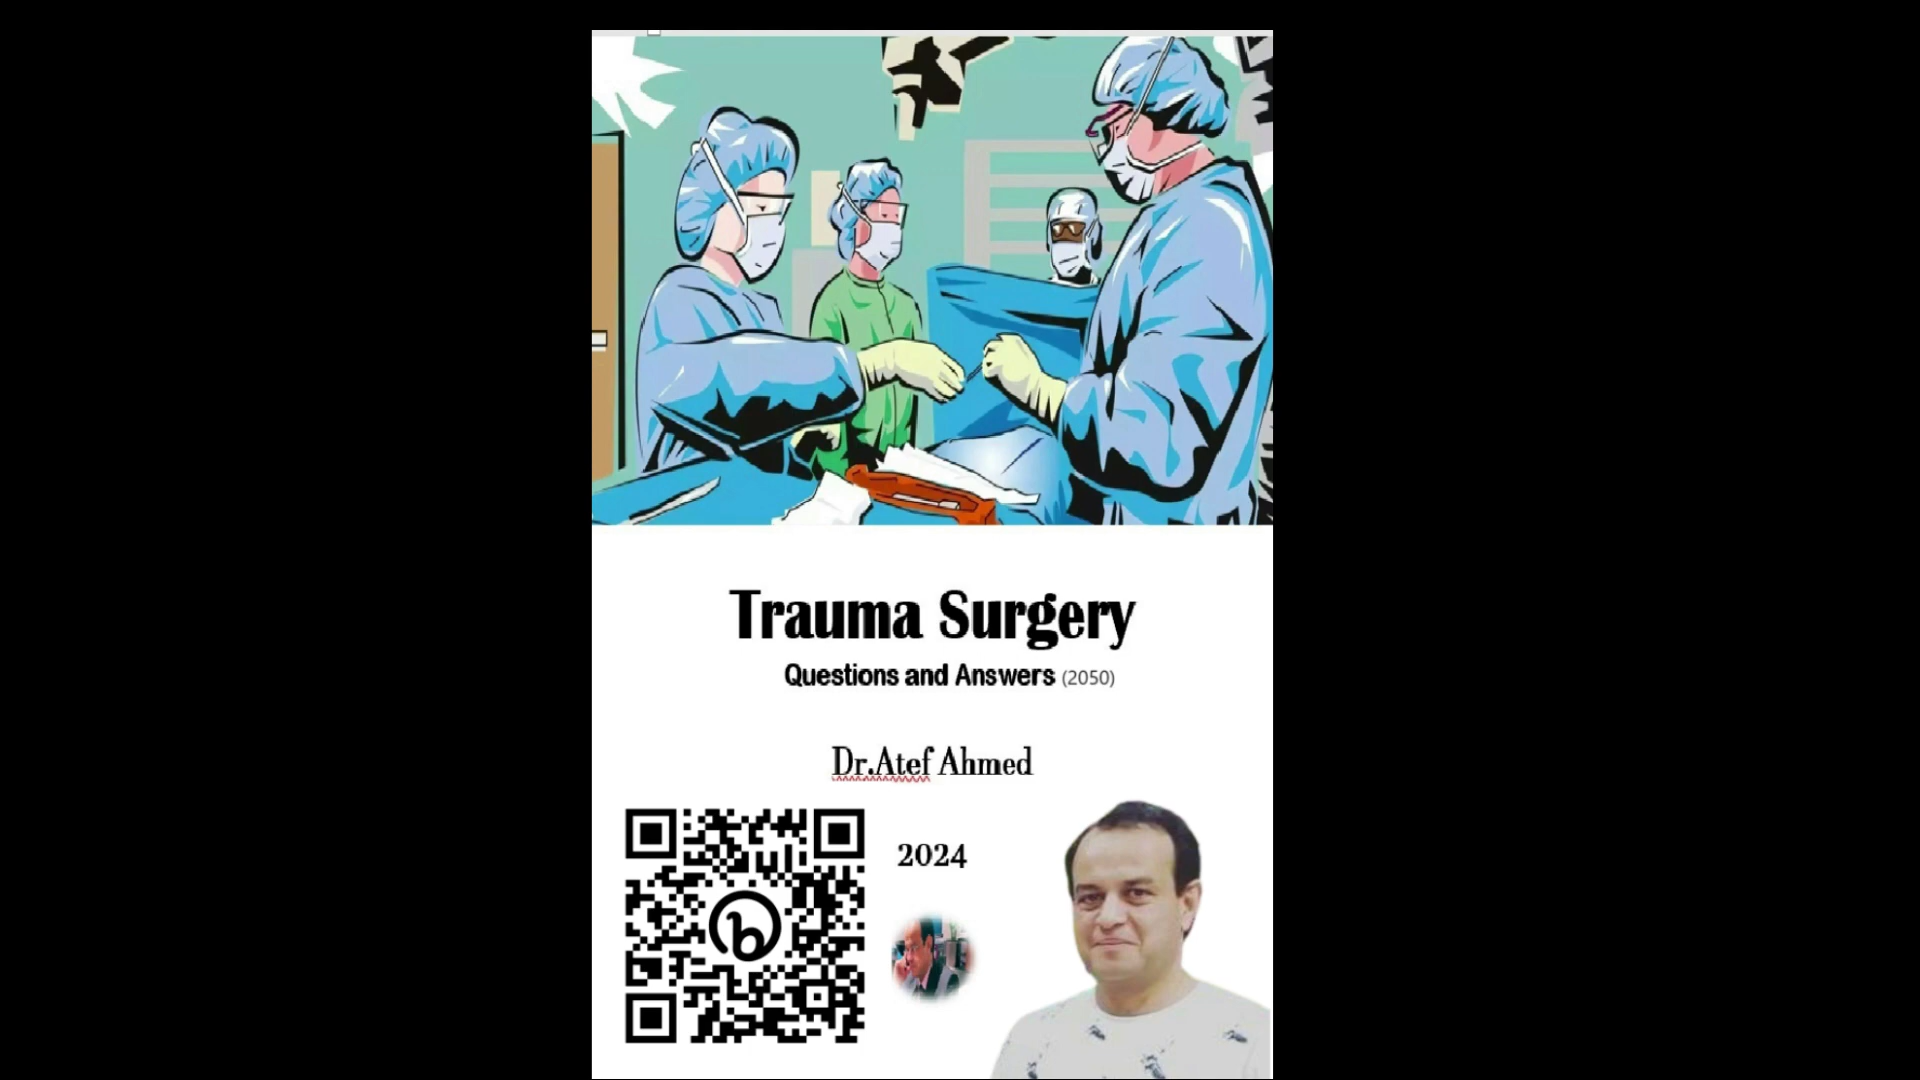 Trauma Surgery
Questions and Answers (2050)
Dr.Atef Ahmed
2024